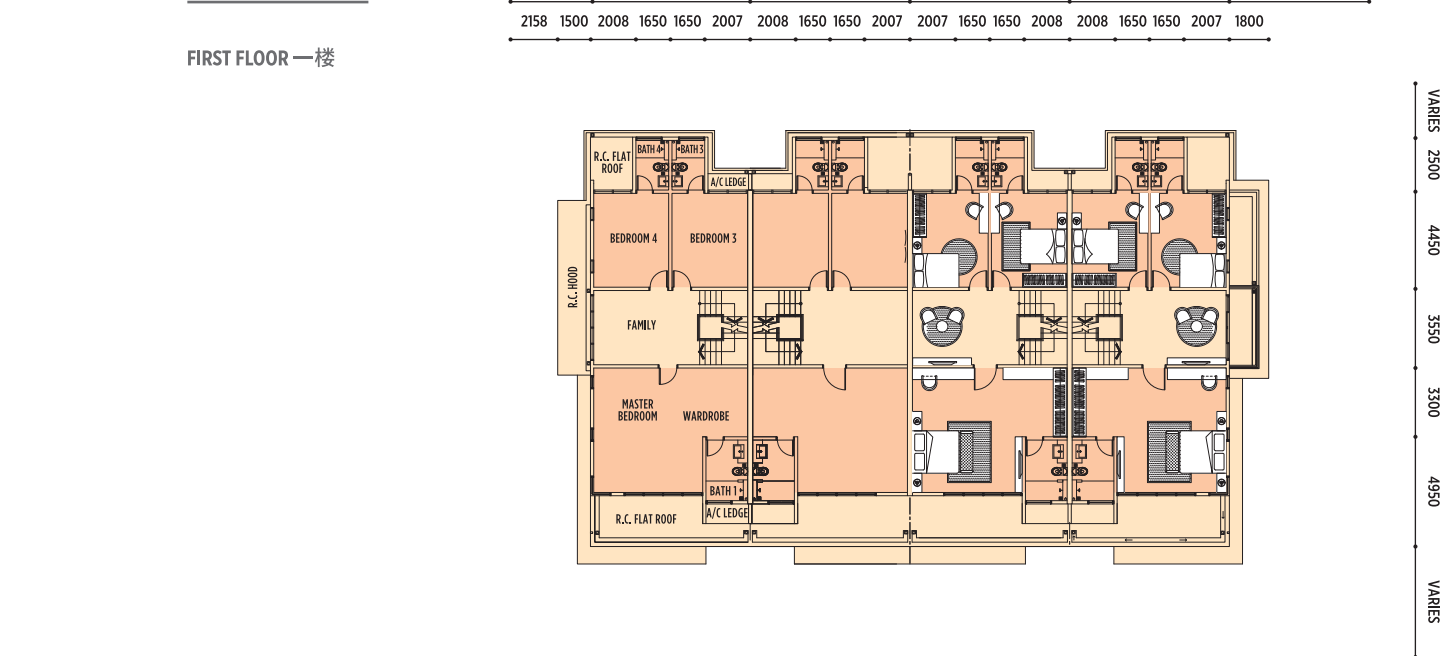 2158 1500 2008 1650 1650 2007 2008 1650 1650 2007 2007 1650 1650 2008 2008 1650 1650 2007 1800
FIRST FLOOR 一楼
VARIES
2500
4450
3550
3300
4950
VARIES
R.C. FLAT
ROOF
BATH 4
BATH 3
A/C LEDGE
BEDROOM 4
BEDROOM 3
R.C. HOOD
FAMILY
MASTER
BEDROOM
WARDROBE
BATH 1
A/C LEDGE
R.C. FLAT ROOF